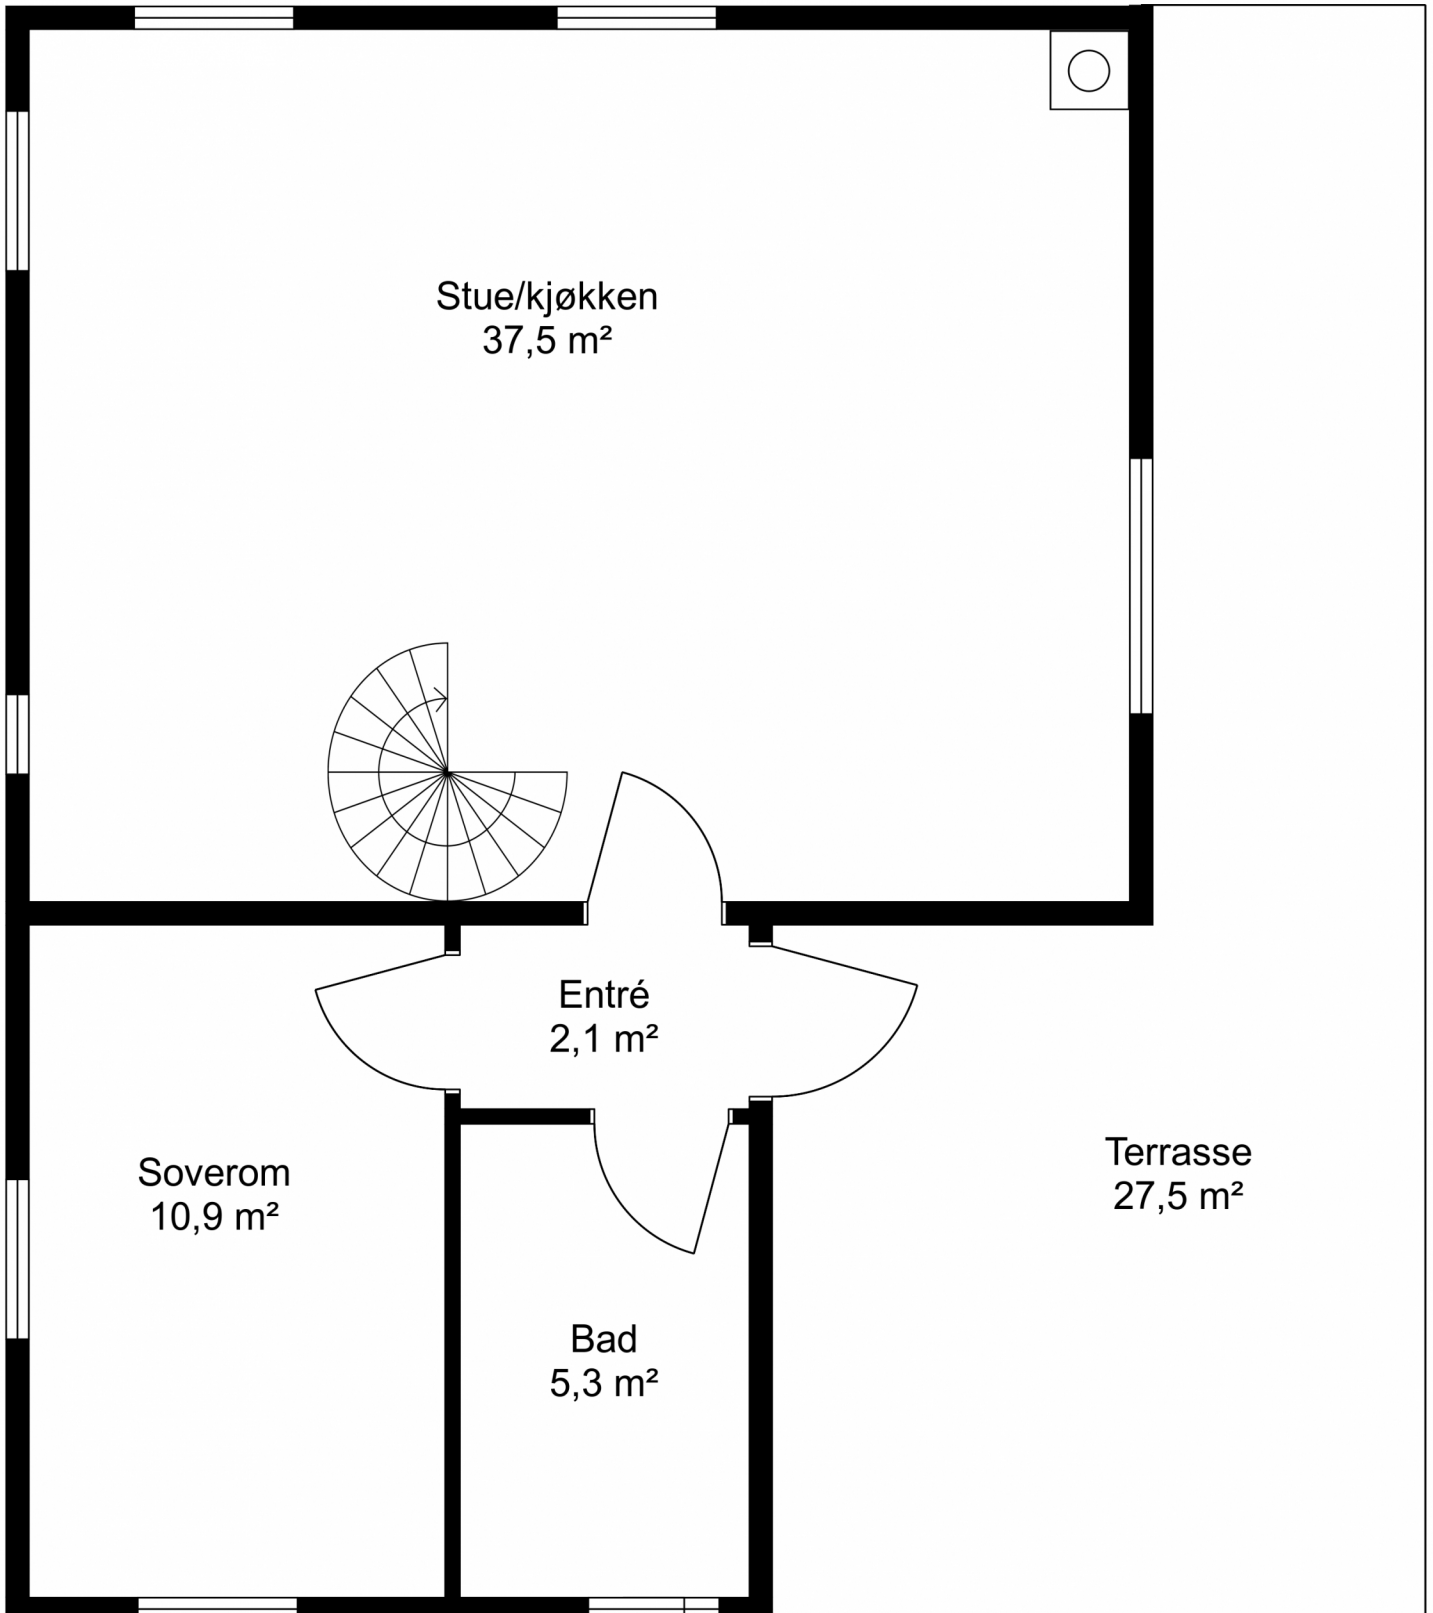 Stue/kjøkken
37,5 m²
Entré
2,1 m²
Soverom
10,9 m²
Terrasse
27,5 m²
Bad
5,3 m²